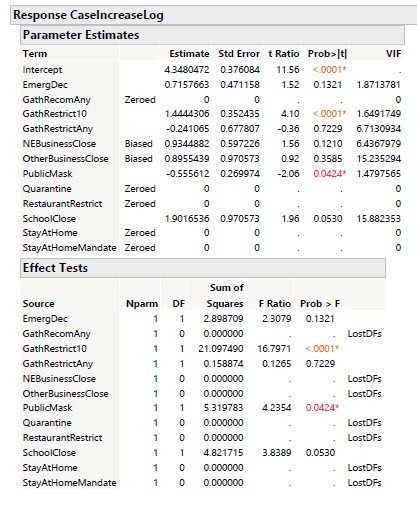 Response CaseIncreaseLog
Parameter Estimates
Term Estimate Std Error t Ratio Prob>|t| VIF
Intercept 4.3480472 0.376084 11.56 <.0001* .
EmergDec 0.7157663 0.471158 1.52 0.1321 1.8713781
GathRecomAny Zeroed 0 0 . . 0
GathRestrict10 1.4444306 0.352435 4.10 <.0001* 1.6491749
GathRestrictAny -0.241065 0.677807 -0.36 0.7229 6.7130934
NEBusinessClose Biased 0.9344882 0.597226 1.56 0.1210 6.4367979
OtherBusinessClose Biased 0.8955439 0.970573 0.92 0.3585 15.235294
PublicMask -0.555612 0.269974 -2.06 0.0424* 1.4797565
Quarantine Zeroed 0 0 . . 0
RestaurantRestrict Zeroed 0 0 . . 0
SchoolClose 1.9016536 0.970573 1.96 0.0530 15.882353
StayAtHome Zeroed 0 0 . . 0
StayAtHomeMandate Zeroed 0 0 . . 0
Effect Tests
Sum of
Source Nparm DF Squares F Ratio Prob > F
EmergDec 1 1 2.898709 2.3079 0.1321
GathRecomAny 1 0 0.000000 . . LostDFs
GathRestrict10 1 1 21.097490 16.7971 <.0001*
GathRestrictAny 1 1 0.158874 0.1265 0.7229
NEBusinessClose 1 0 0.000000 . . LostDFs
OtherBusinessClose 1 0 0.000000 . . LostDFs
PublicMask 1 1 5.319783 4.2354 0.0424*
Quarantine 1 0 0.000000 . . LostDFs
RestaurantRestrict 1 0 0.000000 . . LostDFs
SchoolClose 1 1 4.821715 3.8389 0.0530
StayAtHome 1 0 0.000000 . . LostDFs
StayAtHomeMandate 1 0 0.000000 . . LostDFs